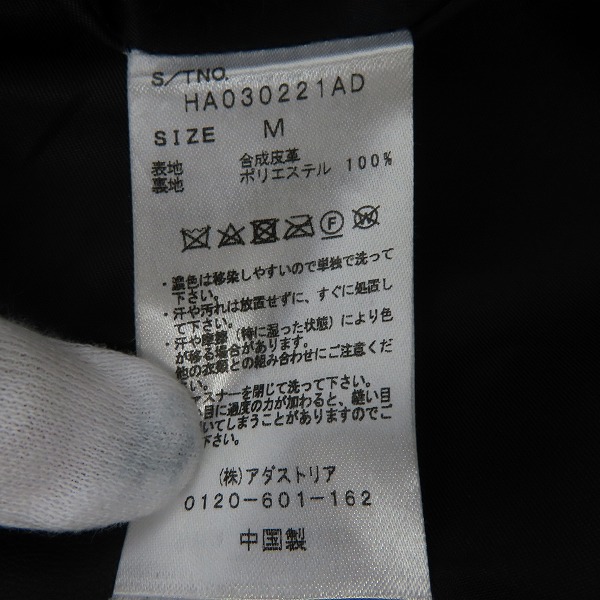 S/TNO.
HA030221AD
SIZE M
表地 合成皮革
裏地 ポリエステル 100%
F W
・濃色は移染しやすいので単独で洗って
下さい。
・汗や汚れは放置せずに、すぐに処置し
て下さい。
・汗や摩擦(特に湿った状態)により色
が移る場合があります。
他の衣類との組み合わせにご注意くだ
さい。
スナーを閉じて洗って下さい。
目に過度の力が加わると、縫い目
いてしまうことがありますのでご
下さい。
(株)アダストリア
0120-601-162
中国製